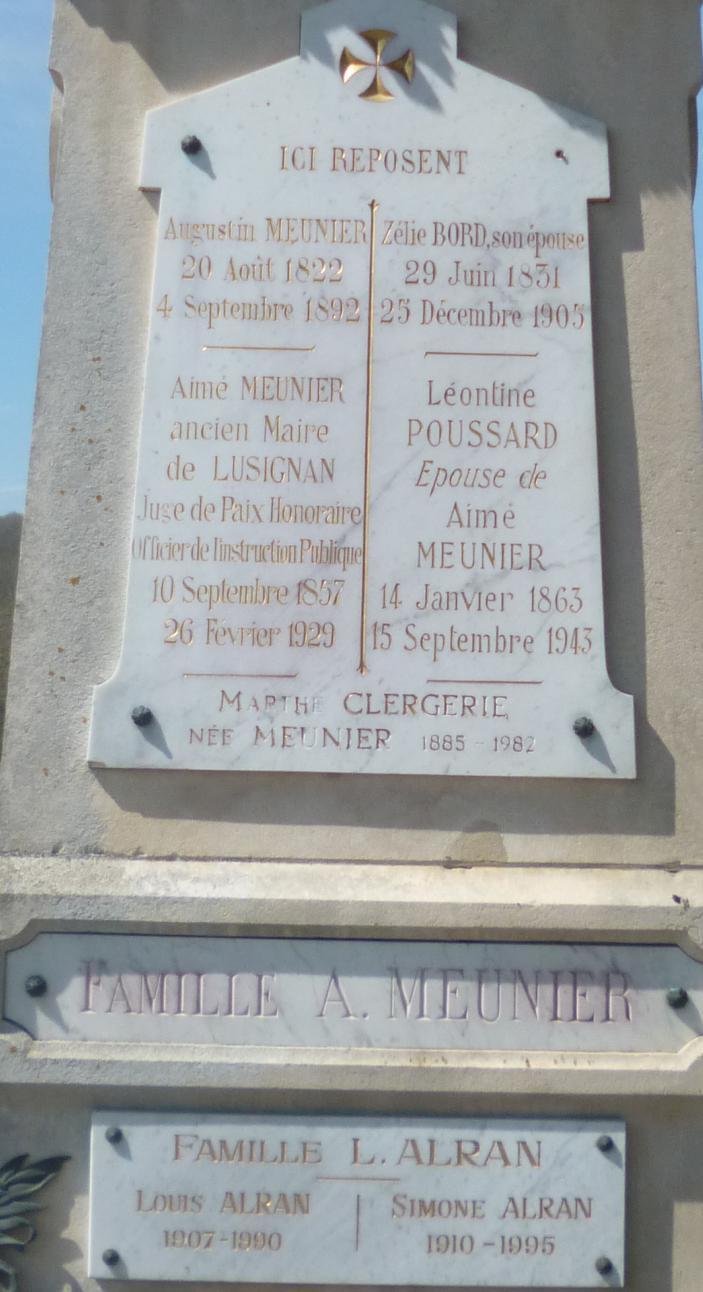 ICI REPOSENT
Augustin MEUNIER
20 Août 1822
4 Septembre 1892
Zélie BORD, son épouse
29 Juin 1831
25 Décembre 1905
Aimé MEUNIER
ancien Maire
de LUSIGNAN
Juge de Paix Honoraire
Officier de l'instruction Publique
10 Septembre 1857
26 Février 1929
Léontine
POUSSARD
Epouse de
Aimé
MEUNIER
14 Janvier 1863
15 Septembre 1943
MARTHE CLERGERIE
NÉE MEUNIER 1885 - 1982
FAMILLE A. MEUNIER
FAMILLE L. ALRAN
LOUIS ALRAN
1907 - 1990
SIMONE ALRAN
1910 - 1995